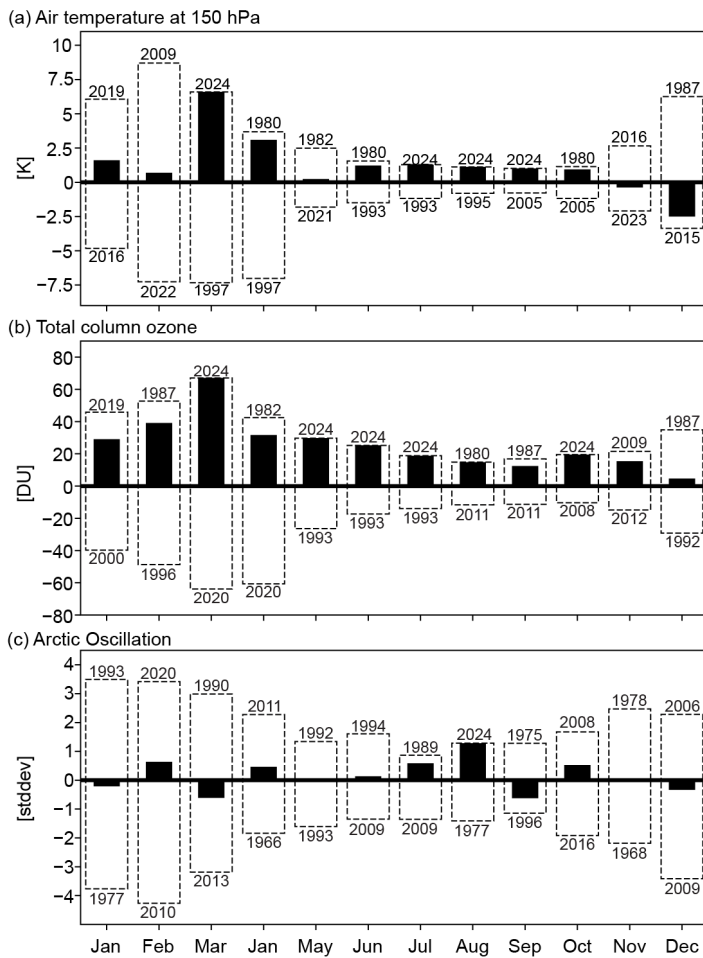 (a) Air temperature at 150 hPa
10
7.5
5
2.5
0
−2.5
−5
−7.5
[K]
2019 2009 2024 1980 1982 1980 2024 2024 2024 1980 2016 1987
2016 2022 1997 1997 2021 1993 1993 1995 2005 2005 2023 2015
(b) Total column ozone
80
60
40
20
0
−20
−40
−60
−80
[DU]
2019 1987 2024 1982 2024 2024 2024 1980 1987 2024 2009 1987
2000 1996 2020 2020 1993 1993 1993 2011 2011 2008 2012 1992
(c) Arctic Oscillation
4
3
2
1
0
−1
−2
−3
−4
[stddev]
1993 2020 1990 2011 1992 1994 1989 2024 1975 2008 1978 2006
1977 2010 2013 1966 1993 2009 2009 1977 1996 2016 1968 2009
Jan Feb Mar Jan May Jun Jul Aug Sep Oct Nov Dec